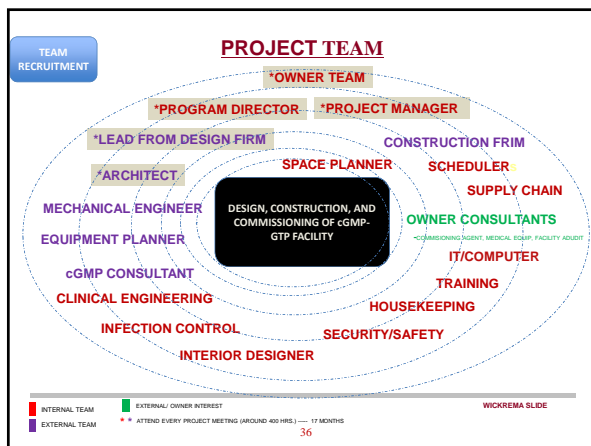 TEAM
RECRUITMENT
PROJECT TEAM
*OWNER TEAM
*PROGRAM DIRECTOR
*PROJECT MANAGER
*LEAD FROM DESIGN FIRM
CONSTRUCTION FRIM
SPACE PLANNER
SCHEDULERS
*ARCHITECT
SUPPLY CHAIN
MECHANICAL ENGINEER
DESIGN, CONSTRUCTION, AND
COMMISSIONING OF cGMP-
GTP FACILITY
OWNER CONSULTANTS
-COMMISIONING AGENT, MEDICAL EQUIP, FACILITY ADUDIT
EQUIPMENT PLANNER
IT/COMPUTER
cGMP CONSULTANT
TRAINING
CLINICAL ENGINEERING
HOUSEKEEPING
INFECTION CONTROL
SECURITY/SAFETY
INTERIOR DESIGNER
INTERNAL TEAM
EXTERNAL/ OWNER INTEREST
WICKREMA SLIDE
EXTERNAL TEAM
* * ATTEND EVERY PROJECT MEETING (AROUND 400 HRS.) ---- 17 MONTHS
36